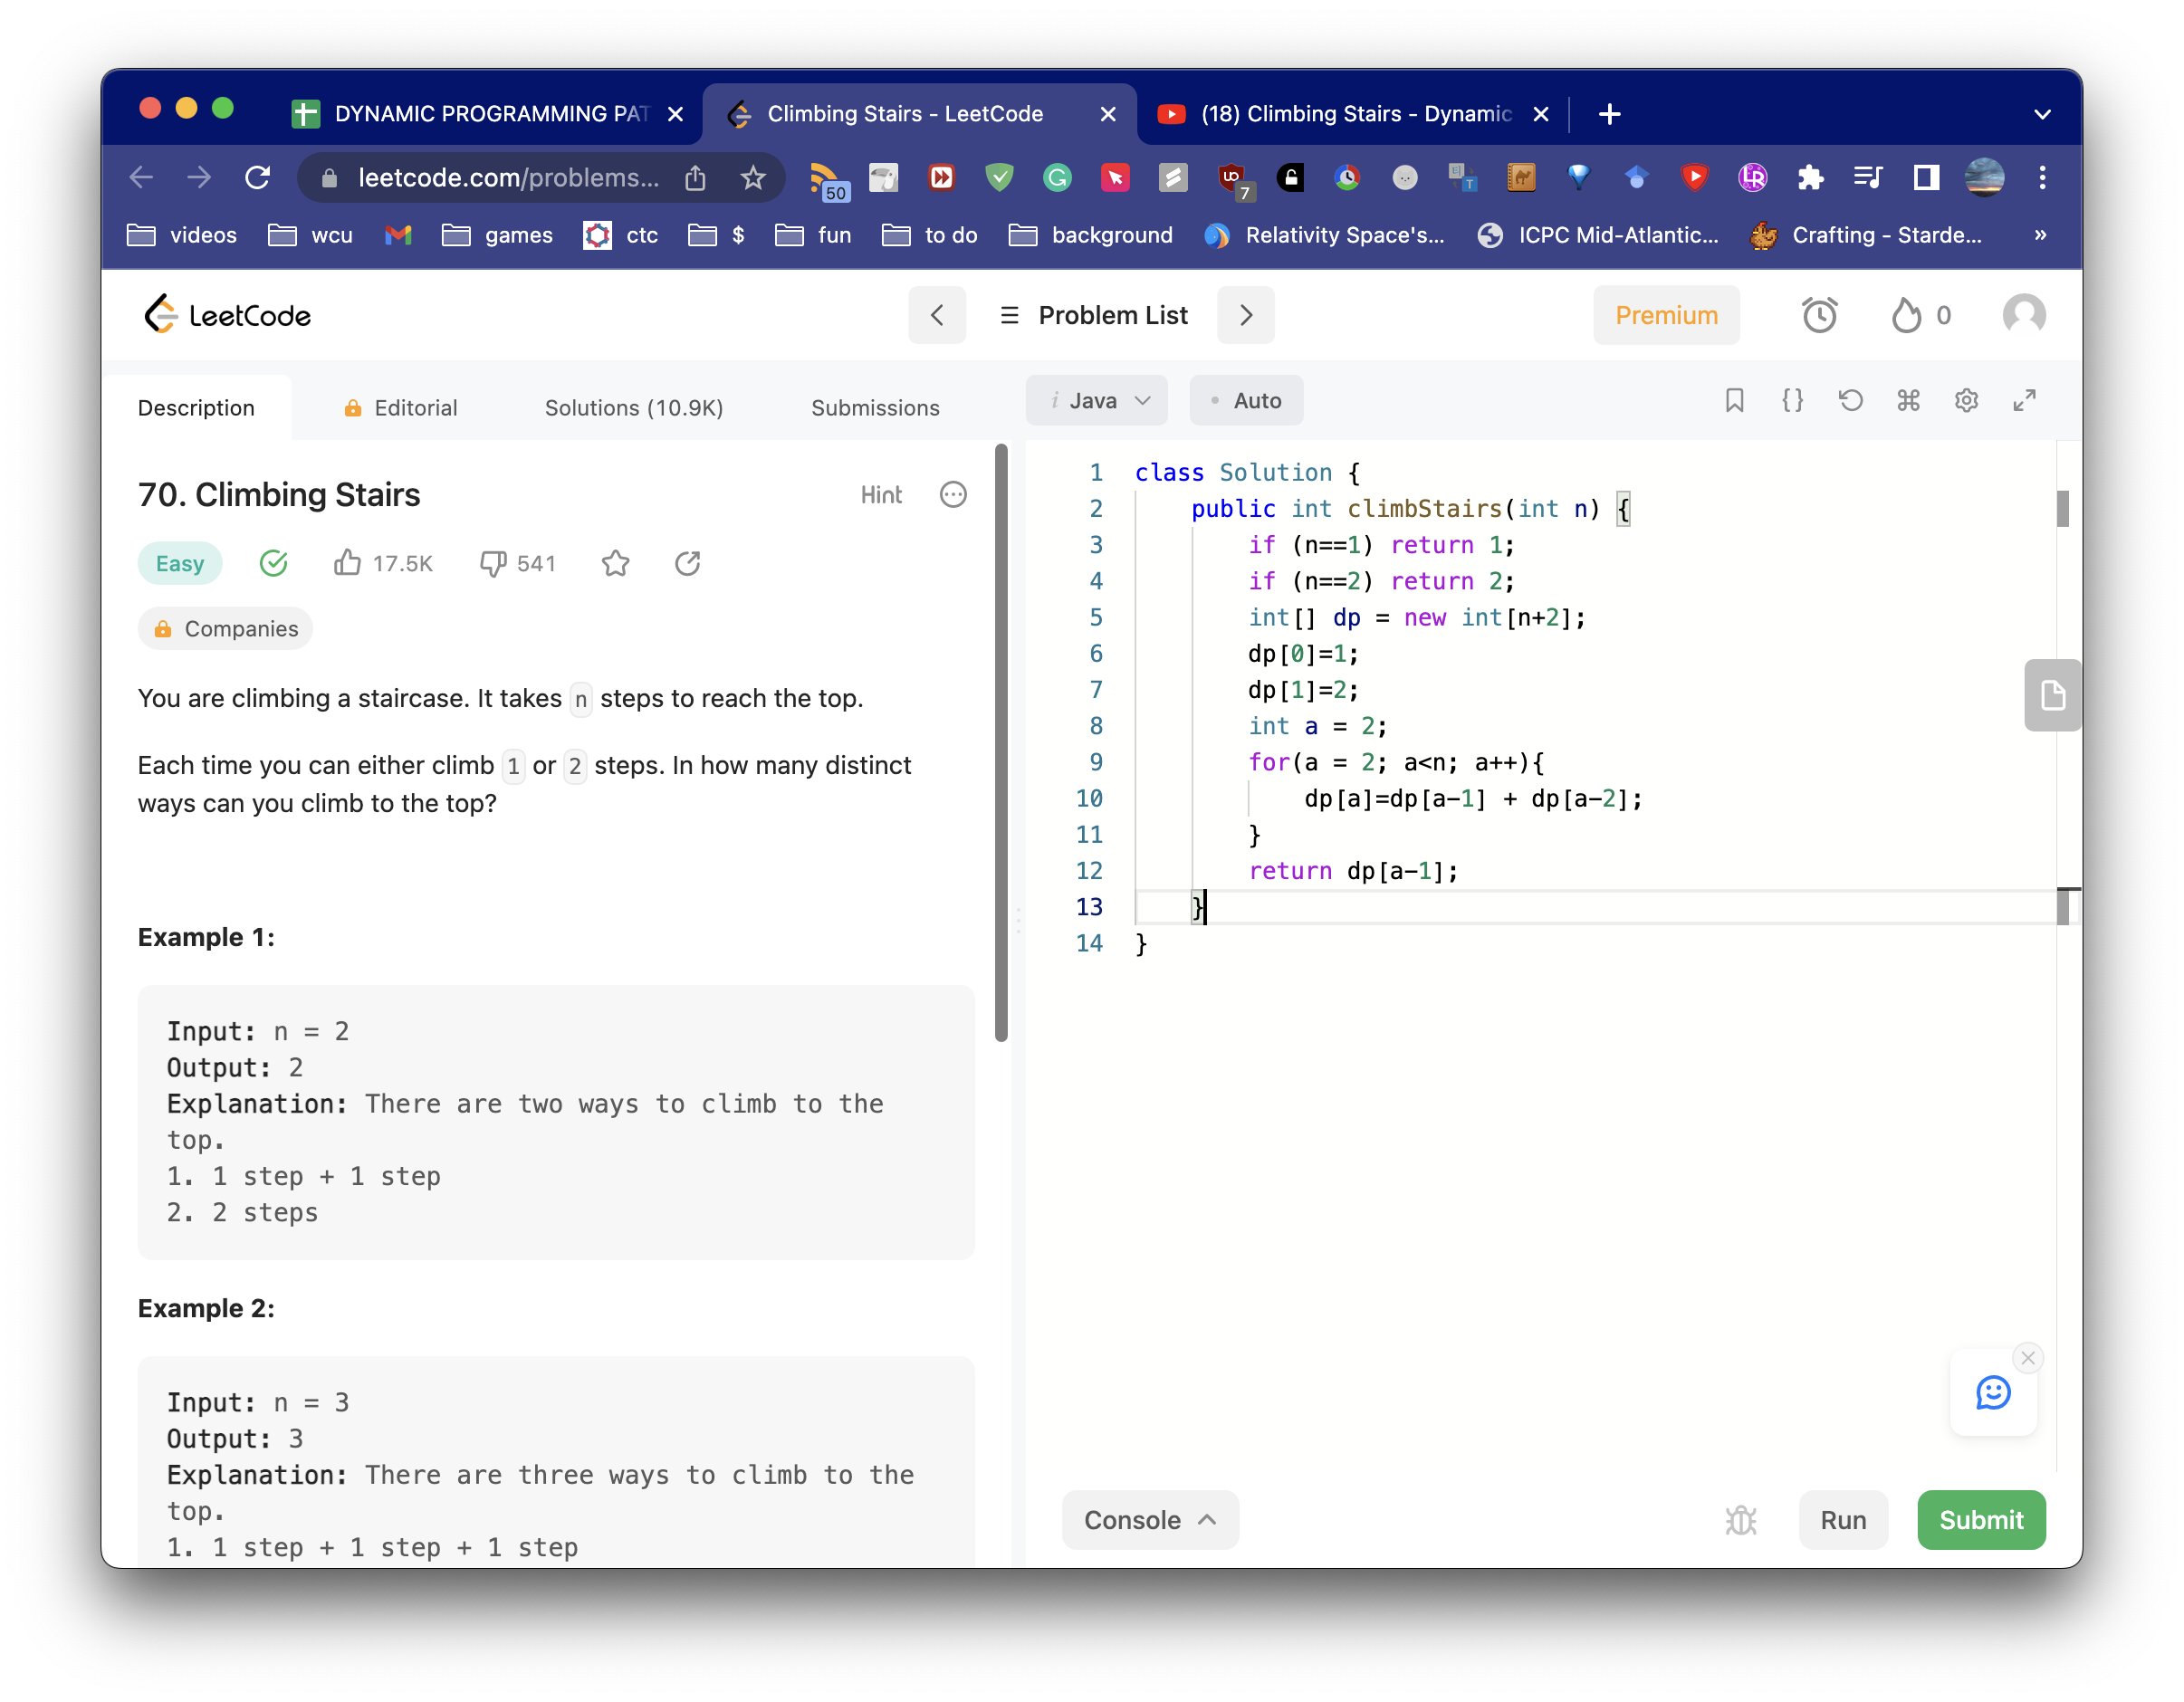 DYNAMIC PROGRAMMING PAT
Climbing Stairs - LeetCode
(18) Climbing Stairs - Dynamic
leetcode.com/problems...
50
7
videos
wcu
games
ctc
$
fun
to do
background
Relativity Space's...
ICPC Mid-Atlantic...
Crafting - Starde...
»
LeetCode
Problem List
Premium
0
Description
Editorial
Solutions (10.9K)
Submissions
i Java
Auto
70. Climbing Stairs
Hint
Easy
17.5K
541
Companies
You are climbing a staircase. It takes n steps to reach the top.
Each time you can either climb 1 or 2 steps. In how many distinct
ways can you climb to the top?
Example 1:
Input: n = 2
Output: 2
Explanation: There are two ways to climb to the
top.
1. 1 step + 1 step
2. 2 steps
Example 2:
Input: n = 3
Output: 3
Explanation: There are three ways to climb to the
top.
1. 1 step + 1 step + 1 step
1 class Solution {
2 public int climbStairs(int n) {
3 if (n==1) return 1;
4 if (n==2) return 2;
5 int[] dp = new int[n+2];
6 dp[0]=1;
7 dp[1]=2;
8 int a = 2;
9 for(a = 2; a<n; a++){
10 dp[a]=dp[a-1] + dp[a-2];
11 }
12 return dp[a-1];
13 }
14 }
Console
Run
Submit